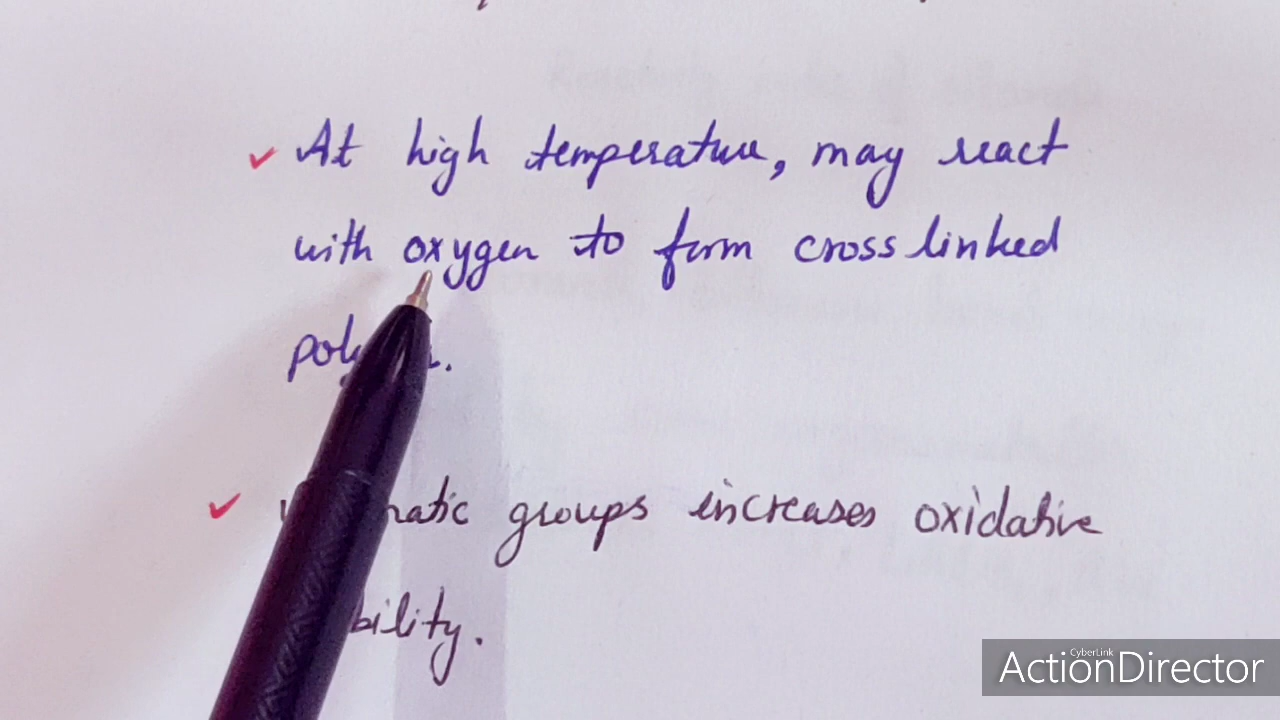 At high temperature, may react
with oxygen to form cross linked
groups increases oxidative
CyberLink
ActionDirector